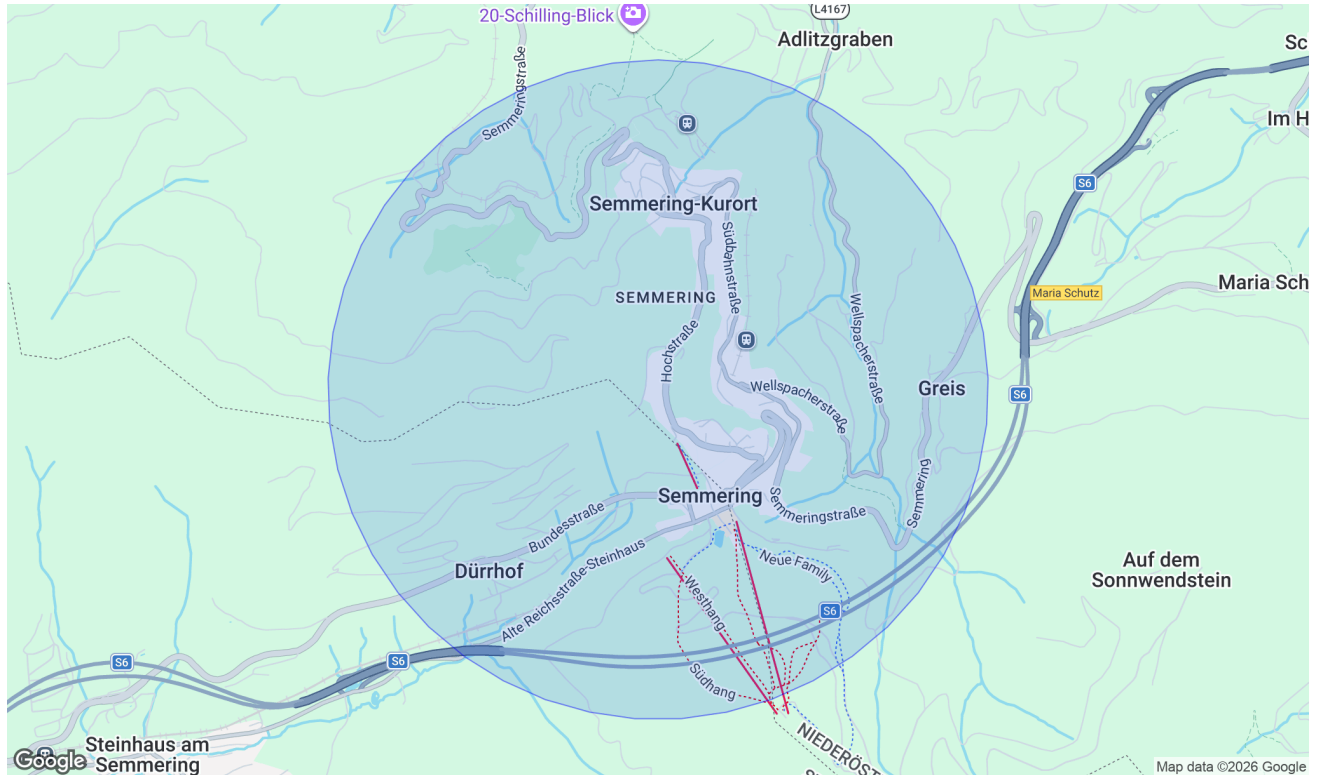 20-Schilling-Blick
L4167
Adlitzgraben
Sc
Semmeringstraße
Im H
S6
Semmering-Kurort
Südbahnstraße
SEMMERING
Maria Sch
Maria Schutz
Hochstraße
Wellspacherstraße
Wellspacherstraße
Greis
S6
Semmering
Semmeringstraße
Semmering
Bundesstraße
Alte Reichsstraße-Steinhaus
Neue Family
Auf dem
Sonnwendstein
Dürrhof
Westhang
S6
S6
S6
Südhang
NIEDERÖST
Steinhaus am
Semmering
Google
Map data ©2026 Google